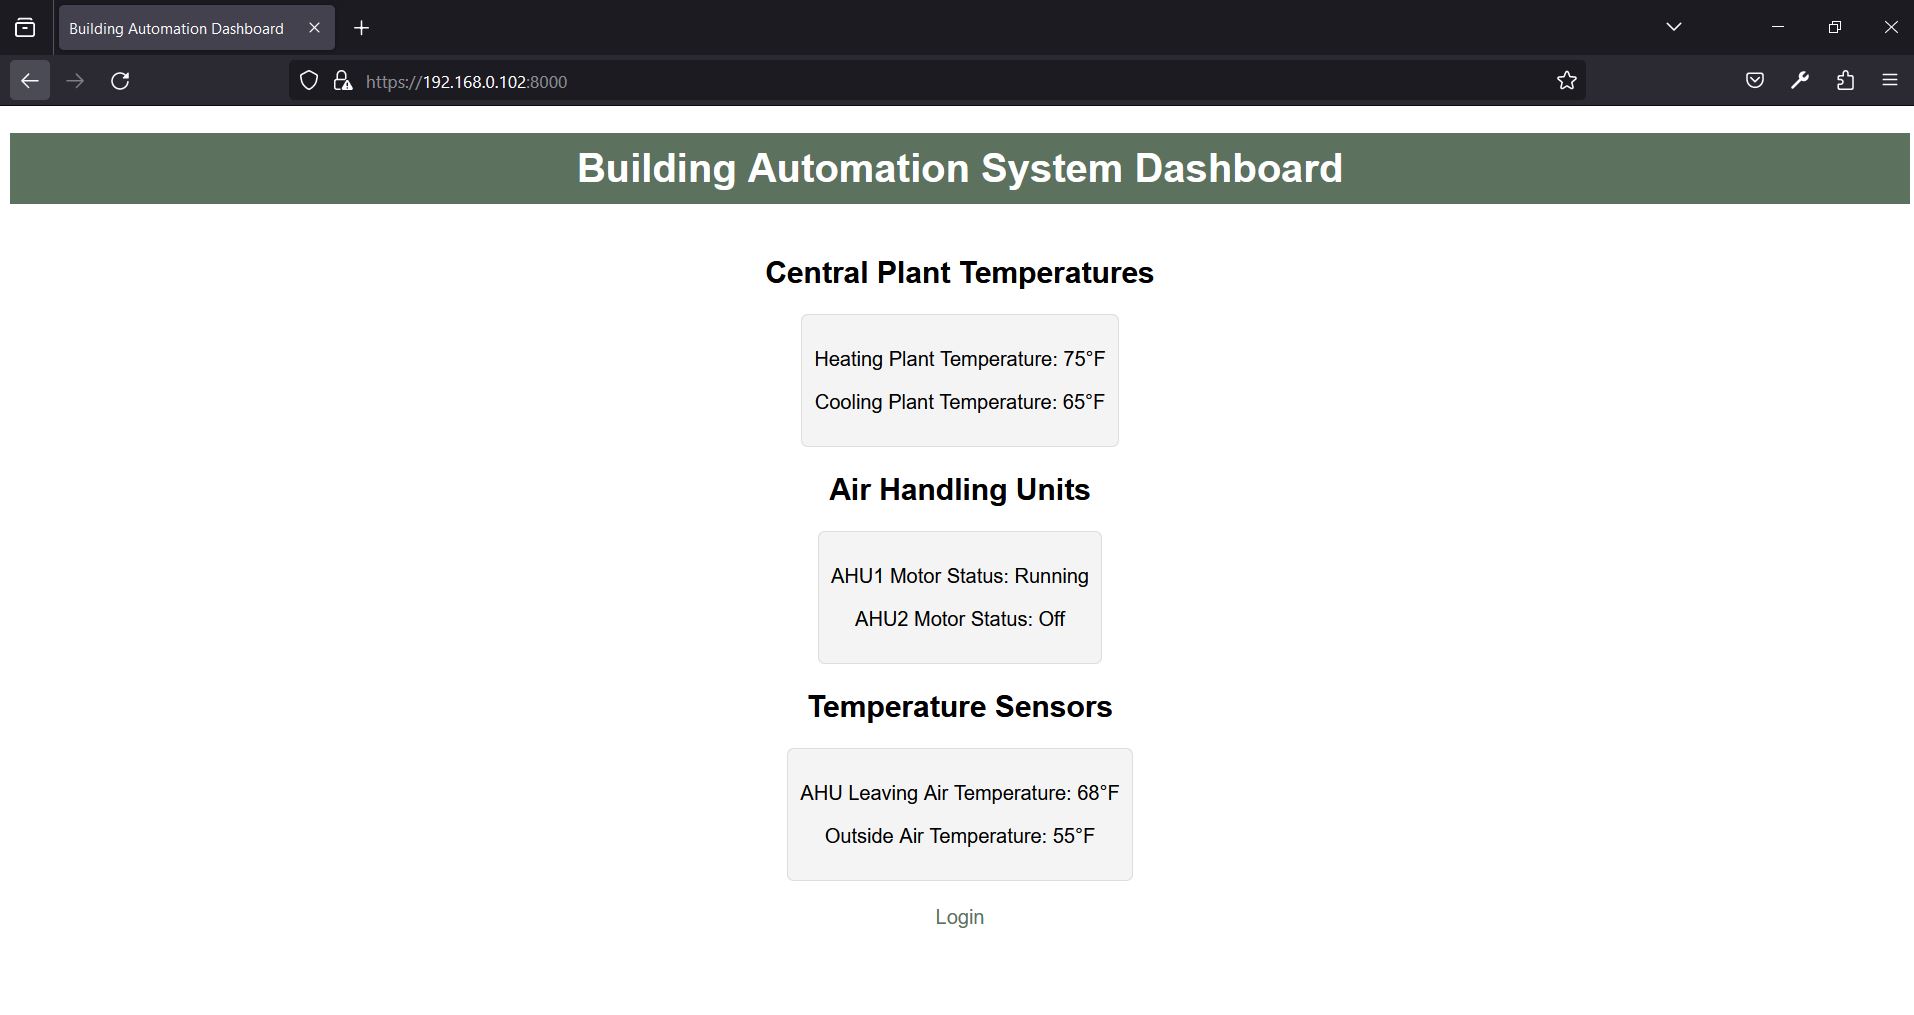 Building Automation Dashboard
https://192.168.0.102:8000
Building Automation System Dashboard
Central Plant Temperatures
Heating Plant Temperature: 75°F
Cooling Plant Temperature: 65°F
Air Handling Units
AHU1 Motor Status: Running
AHU2 Motor Status: Off
Temperature Sensors
AHU Leaving Air Temperature: 68°F
Outside Air Temperature: 55°F
Login